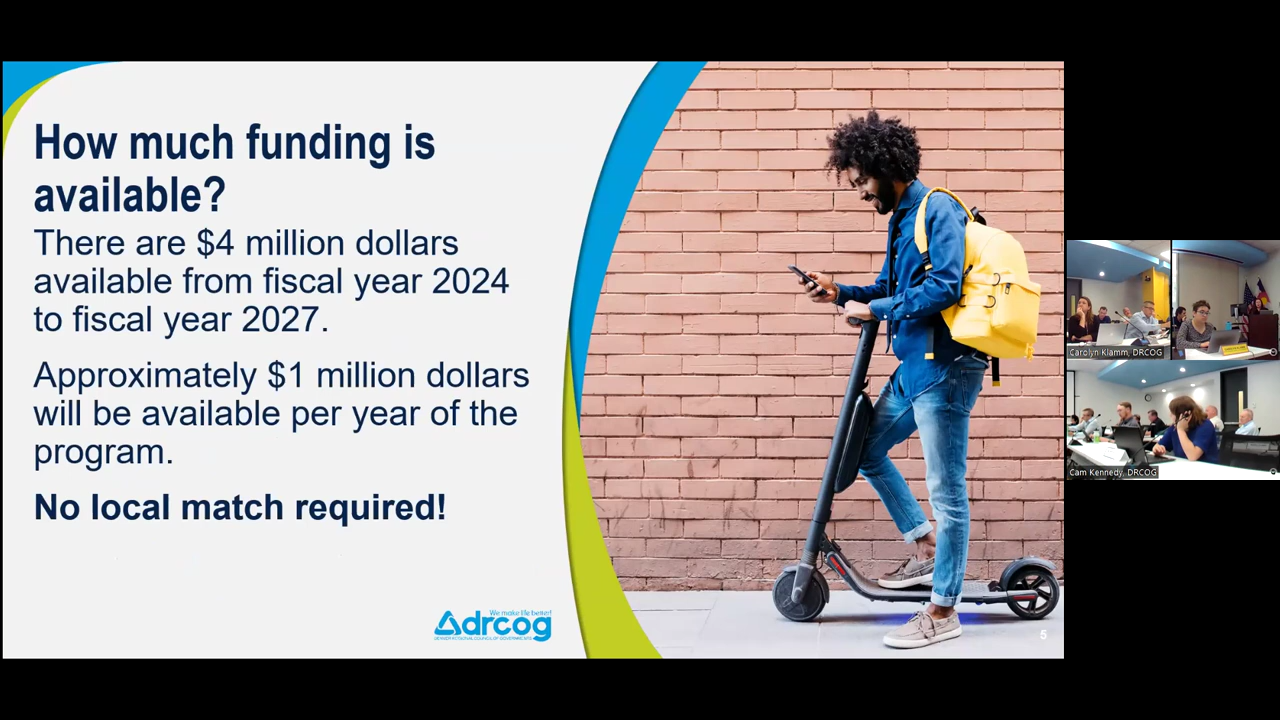 How much funding is
available?
There are $4 million dollars
available from fiscal year 2024
to fiscal year 2027.
Approximately $1 million dollars
will be available per year of the
program.
No local match required!
We make life better!
drcog
5
Carolyn Klamm, DRCOG
Cam Kennedy, DRCOG